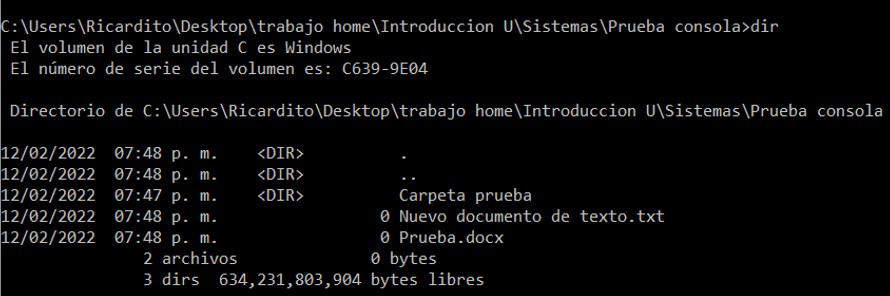 C:\Users\Ricardito\Desktop\trabajo home\Introduccion U\Sistemas\Prueba consola>dir
El volumen de la unidad C es Windows
El número de serie del volumen es: C639-9E04
Directorio de C:\Users\Ricardito\Desktop\trabajo home\Introduccion U\Sistemas\Prueba consola
12/02/2022  07:48 p. m.    <DIR>          .
12/02/2022  07:48 p. m.    <DIR>          ..
12/02/2022  07:47 p. m.    <DIR>          Carpeta prueba
12/02/2022  07:48 p. m.                 0 Nuevo documento de texto.txt
12/02/2022  07:48 p. m.                 0 Prueba.docx
2 archivos              0 bytes
3 dirs  634,231,803,904 bytes libres